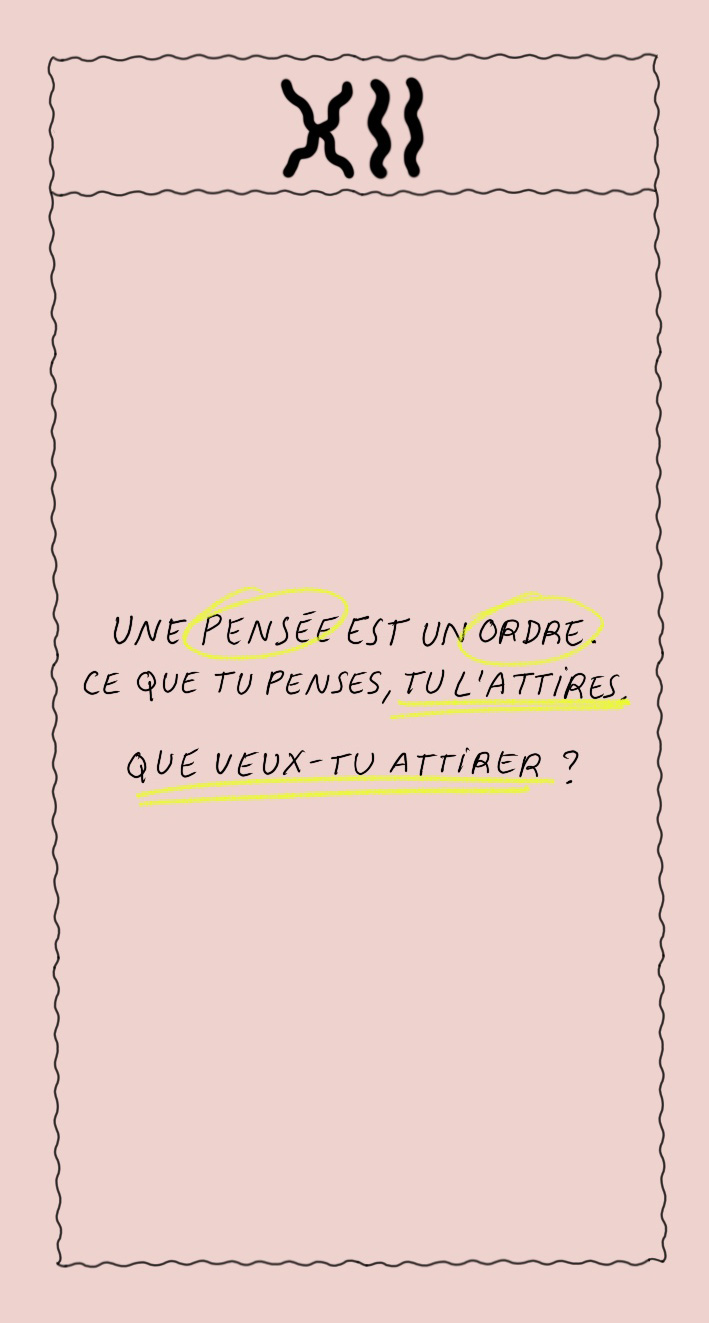 XII
UNE PENSÉE EST UN ORDRE.
CE QUE TU PENSES, TU L'ATTIRES.
QUE VEUX-TU ATTIRER ?